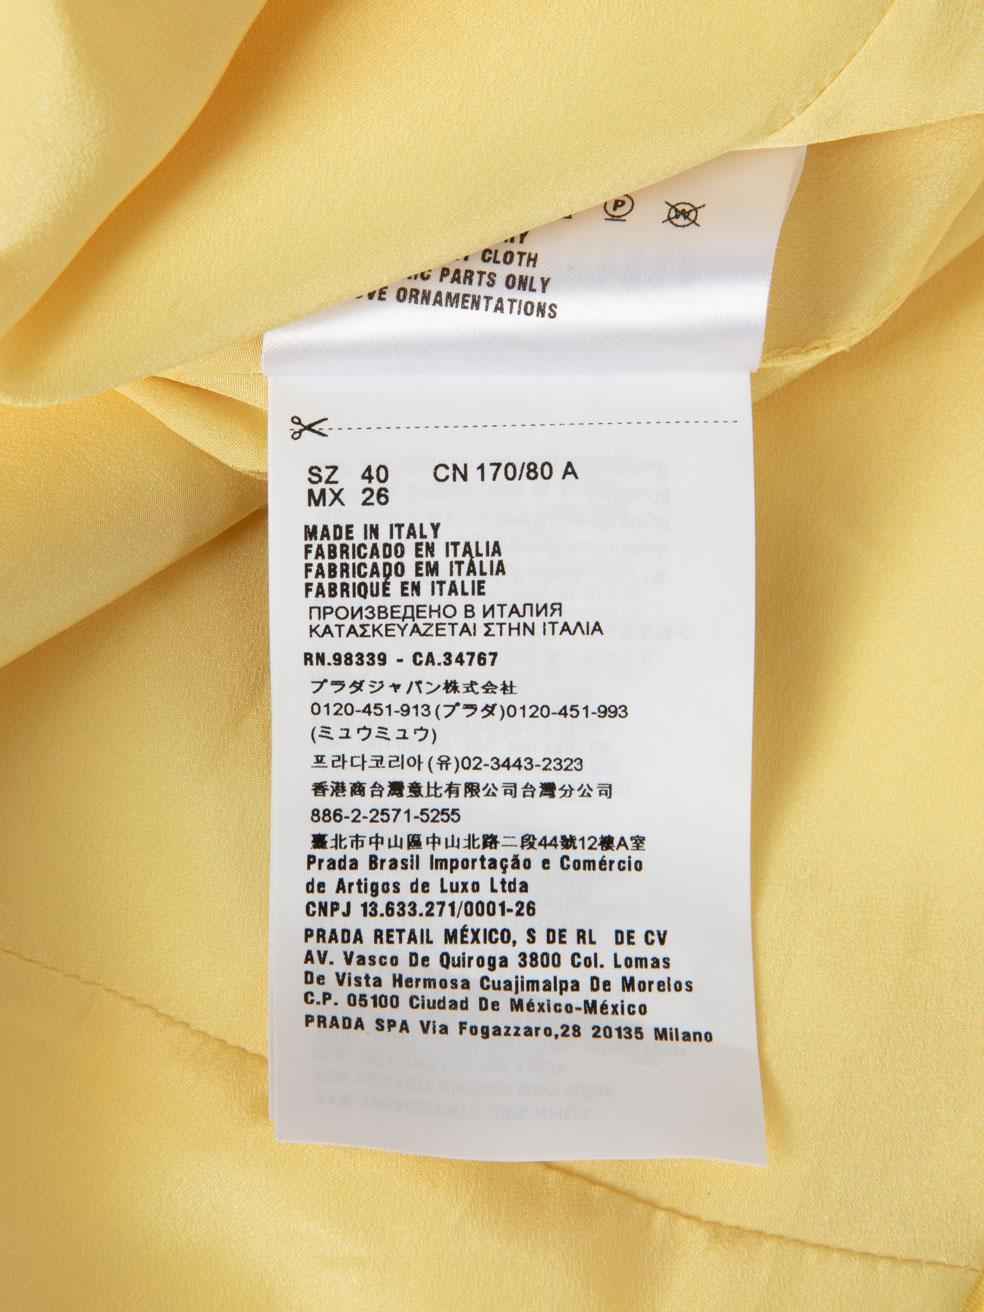 P
W
CLOTH
PARTS ONLY
ORNAMENTATIONS
SZ 40 CN 170/80 A
MX 26
MADE IN ITALY
FABRICADO EN ITALIA
FABRICADO EM ITÁLIA
FABRIQUÉ EN ITALIE
ПРОИЗВЕДЕНО В ИТАЛИЯ
ΚΑΤΑΣΚΕΥΑΖΕΤΑΙ ΣΤΗΝ ΙΤΑΛΙΑ
RN.98339 - CA.34767
プラダジャパン株式会社
0120-451-913(プラダ)0120-451-993
(ミュウミュウ)
프라다코리아(유)02-3443-2323
香港商台灣意比有限公司台灣分公司
886-2-2571-5255
臺北市中山區中山北路二段44號12樓A室
Prada Brasil Importação e Comércio
de Artigos de Luxo Ltda
CNPJ 13.633.271/0001-26
PRADA RETAIL MÉXICO, S DE RL DE CV
AV. Vasco De Quiroga 3800 Col. Lomas
De Vista Hermosa Cuajimalpa De Morelos
C.P. 05100 Ciudad De México-México
PRADA SPA Via Fogazzaro,28 20135 Milano